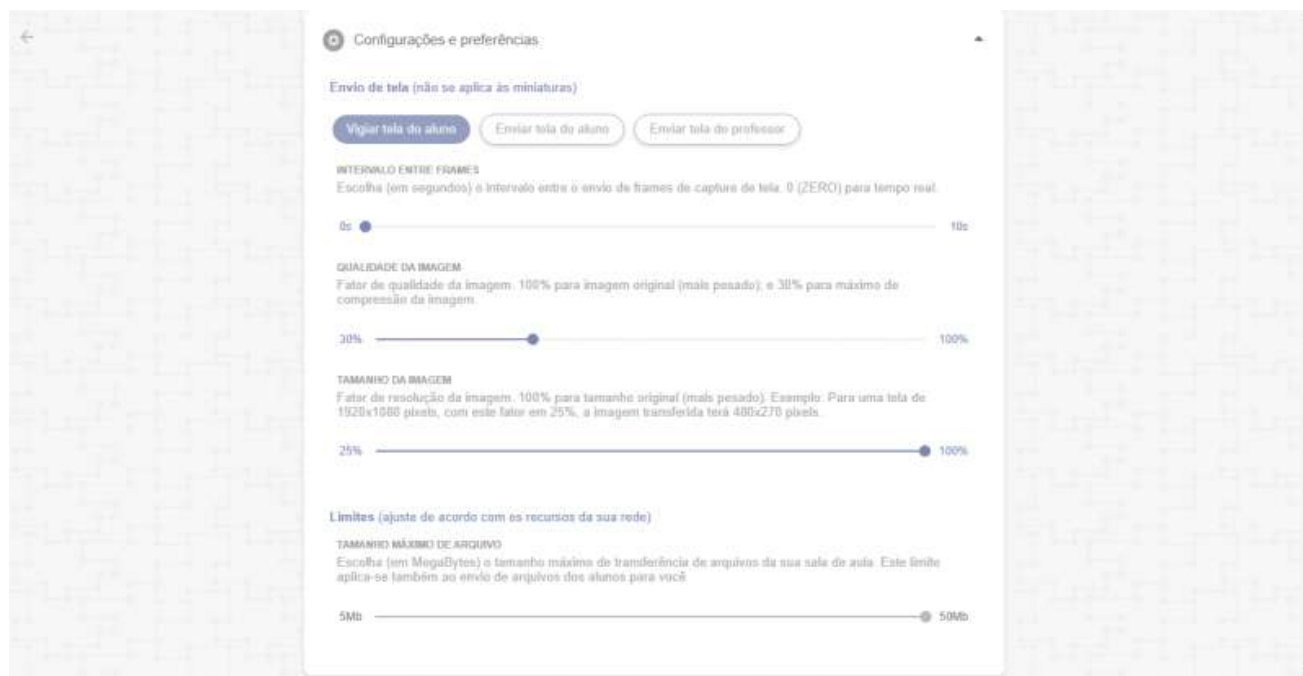 Configurações e preferências
Envio de tela (não se aplica às miniaturas)
Vigiar tela do aluno Enviar tela do aluno Enviar tela do professor
INTERVALO ENTRE FRAMES
Escolha (em segundos) o intervalo entre o envio de frames de captura de tela. 0 (ZERO) para tempo real.
0s 10s
QUALIDADE DA IMAGEM
Fator de qualidade da imagem. 100% para imagem original (mais pesado); e 30% para máximo de
compressão da imagem
30% 100%
TAMANHO DA IMAGEM
Fator de resolução da imagem. 100% para tamanho original (mais pesado). Exemplo: Para uma tela de
1920x1080 pixels, com este fator em 25%, a imagem transferida terá 480x270 pixels.
25% 100%
Limites (ajuste de acordo com os recursos da sua rede)
TAMANHO MÁXIMO DE ARQUIVO
Escolha (em MegaBytes) o tamanho máximo de transferência de arquivos da sua sala de aula. Este limite
aplica-se também ao envio de arquivos dos alunos para você
5Mb 50Mb